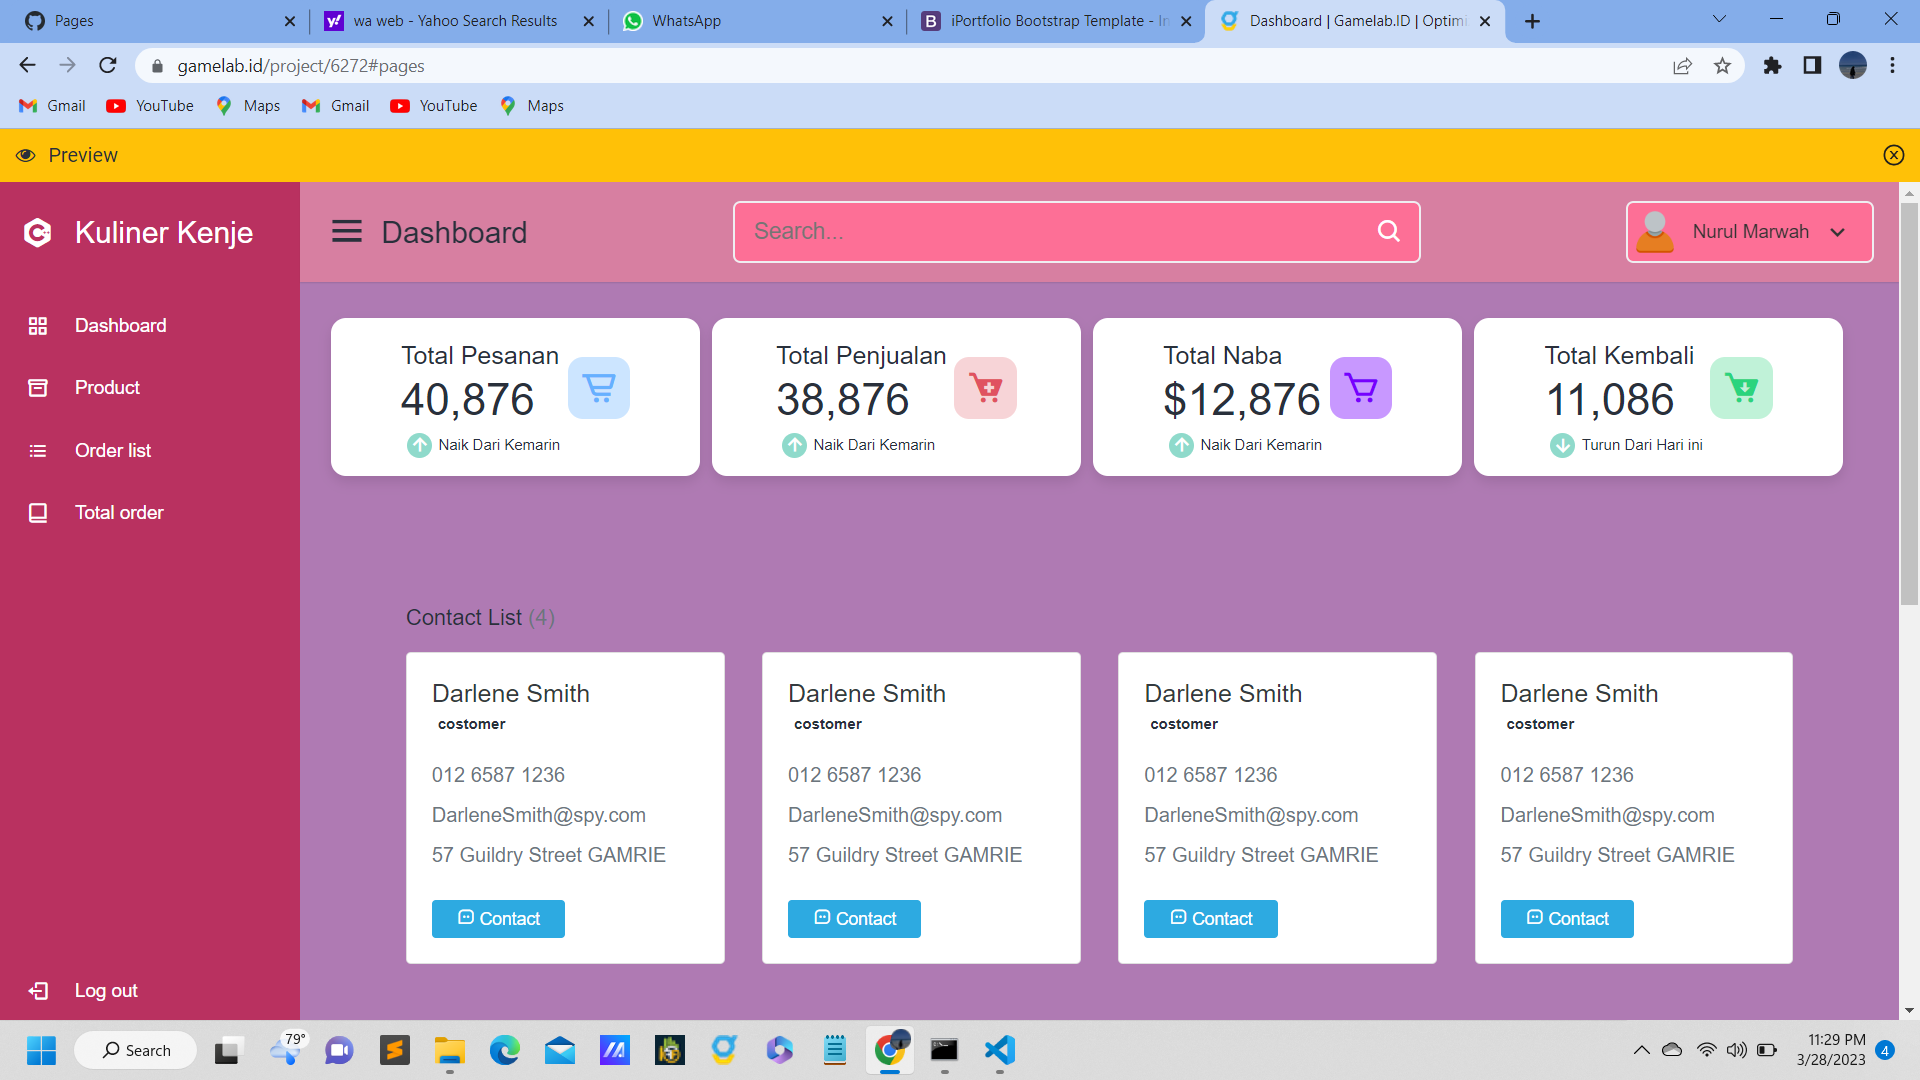 Pages
wa web - Yahoo Search Results
WhatsApp
iPortfolio Bootstrap Template - In
Dashboard | Gamelab.ID | Optimi
gamelab.id/project/6272#pages
Gmail
YouTube
Maps
Gmail
YouTube
Maps
Preview
Kuliner Kenje
Dashboard
Search...
Nurul Marwah
Dashboard
Product
Order list
Total order
Log out
Total Pesanan
40,876
Naik Dari Kemarin
Total Penjualan
38,876
Naik Dari Kemarin
Total Naba
$12,876
Naik Dari Kemarin
Total Kembali
11,086
Turun Dari Hari ini
Contact List (4)
Darlene Smith
costomer
012 6587 1236
DarleneSmith@spy.com
57 Guildry Street GAMRIE
Contact
Darlene Smith
costomer
012 6587 1236
DarleneSmith@spy.com
57 Guildry Street GAMRIE
Contact
Darlene Smith
costomer
012 6587 1236
DarleneSmith@spy.com
57 Guildry Street GAMRIE
Contact
Darlene Smith
costomer
012 6587 1236
DarleneSmith@spy.com
57 Guildry Street GAMRIE
Contact
Search
79°
11:29 PM
3/28/2023
4